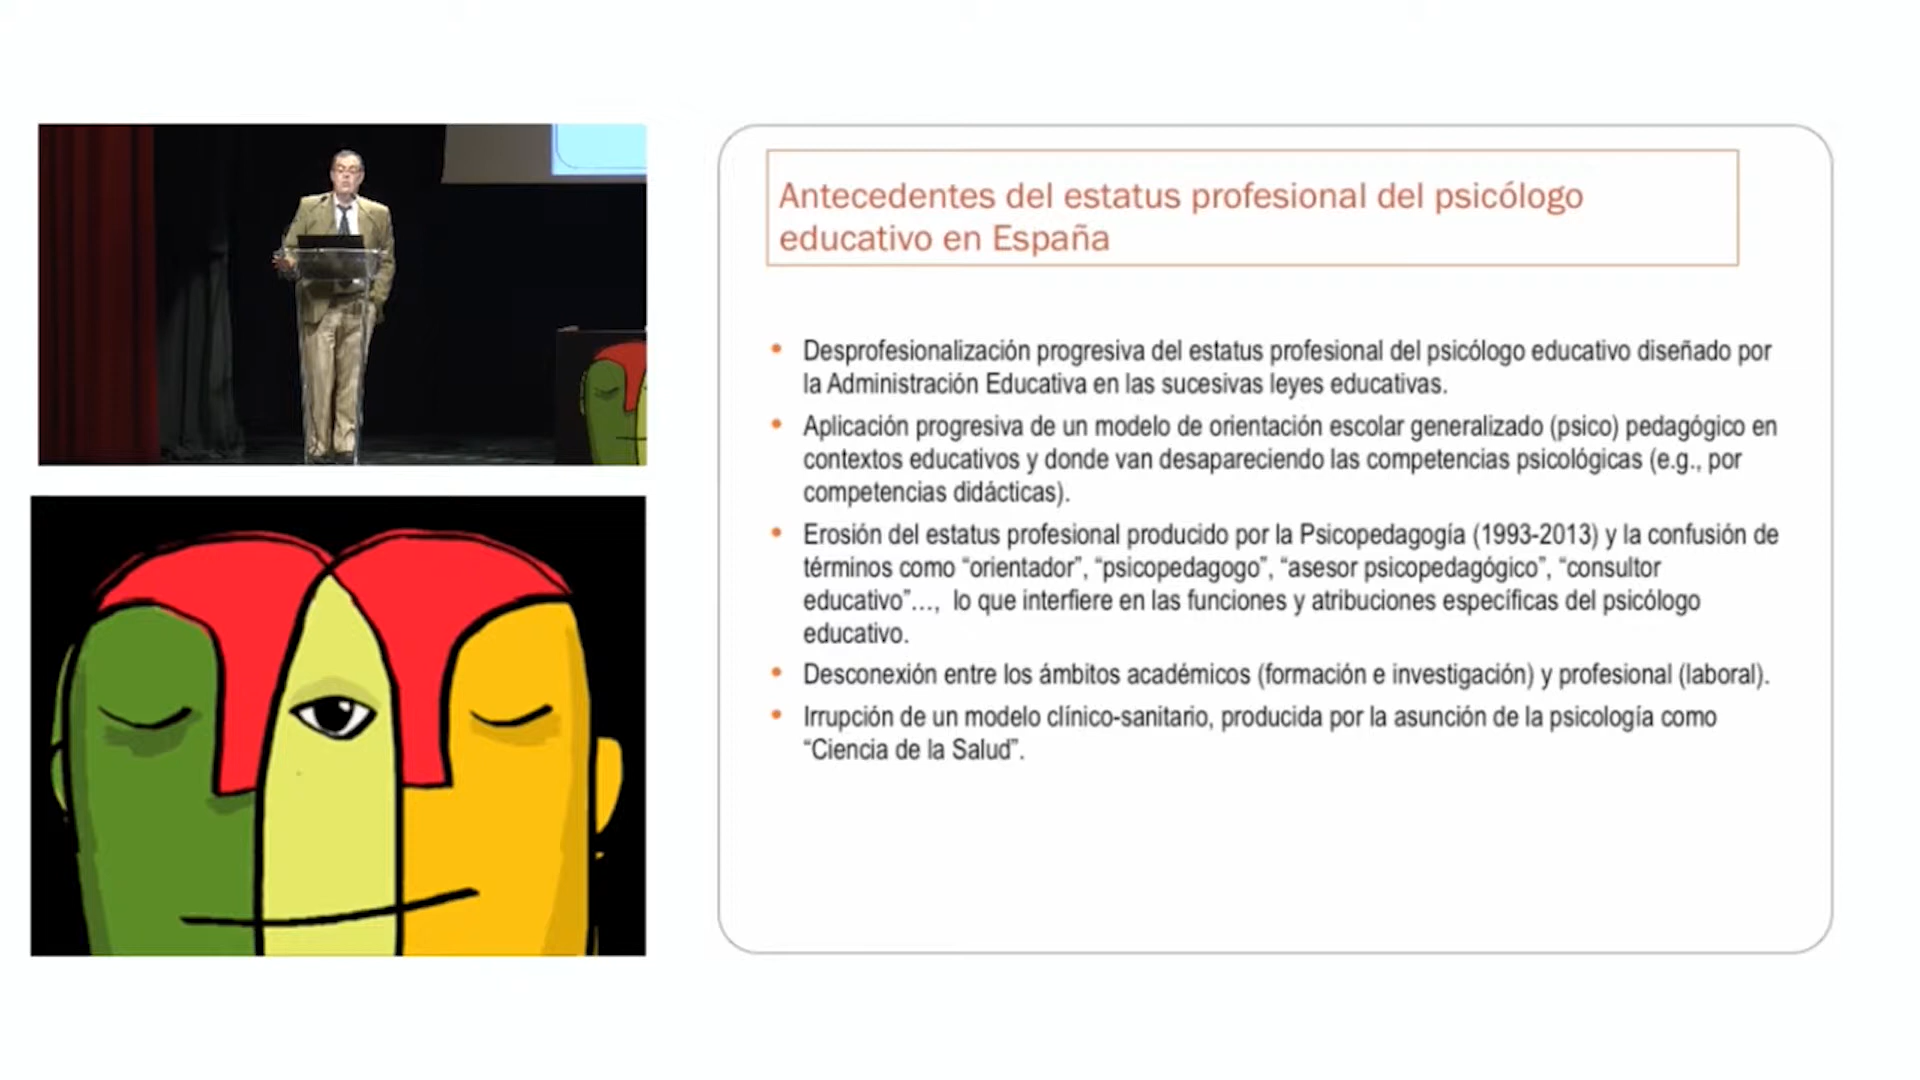 Antecedentes del estatus profesional del psicólogo
educativo en España
• Desprofesionalización progresiva del estatus profesional del psicólogo educativo diseñado por
la Administración Educativa en las sucesivas leyes educativas.
• Aplicación progresiva de un modelo de orientación escolar generalizado (psico) pedagógico en
contextos educativos y donde van desapareciendo las competencias psicológicas (e.g., por
competencias didácticas).
• Erosión del estatus profesional producido por la Psicopedagogía (1993-2013) y la confusión de
términos como “orientador”, “psicopedagogo”, “asesor psicopedagógico”, “consultor
educativo”…, lo que interfiere en las funciones y atribuciones específicas del psicólogo
educativo.
• Desconexión entre los ámbitos académicos (formación e investigación) y profesional (laboral).
• Irrupción de un modelo clínico-sanitario, producida por la asunción de la psicología como
“Ciencia de la Salud”.